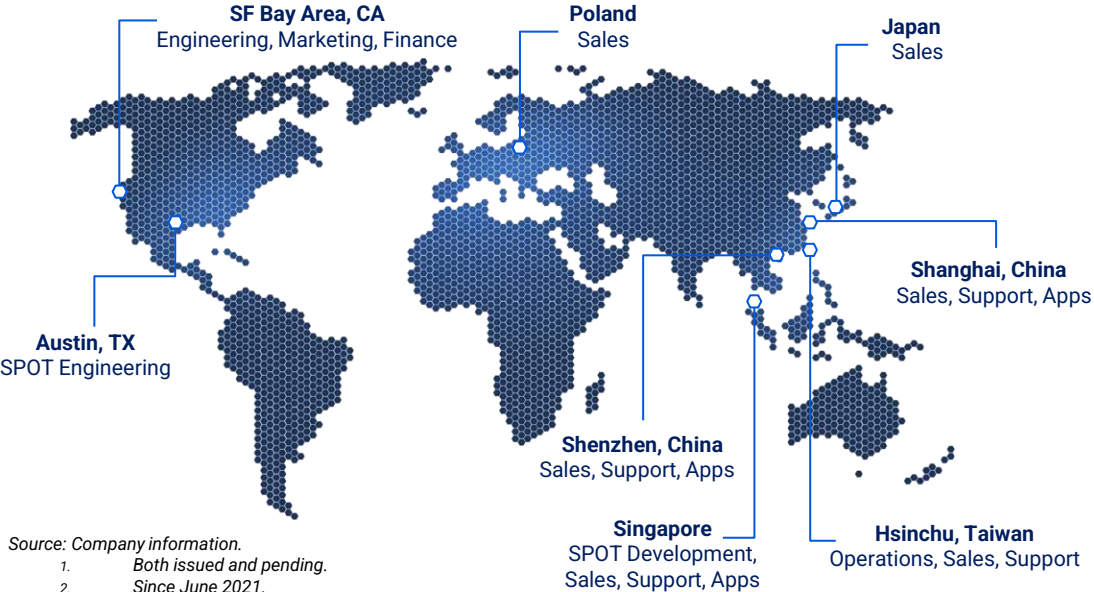 SF Bay Area, CA
Engineering, Marketing, Finance
Poland
Sales
Japan
Sales
Shanghai, China
Sales, Support, Apps
Austin, TX
SPOT Engineering
Shenzhen, China
Sales, Support, Apps
Singapore
SPOT Development,
Sales, Support, Apps
Hsinchu, Taiwan
Operations, Sales, Support
Source: Company information.
1. Both issued and pending.
2. Since June 2021.